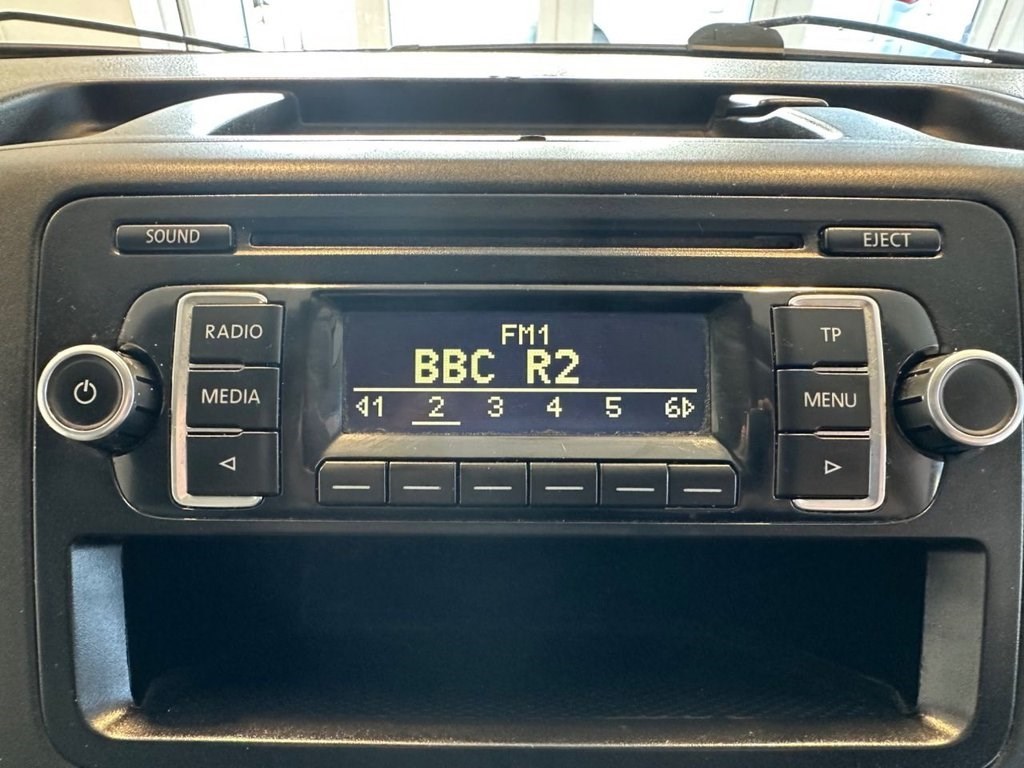 SOUND EJECT
RADIO TP
FM1
BBC R2
MEDIA MENU
1 2 3 4 5 6